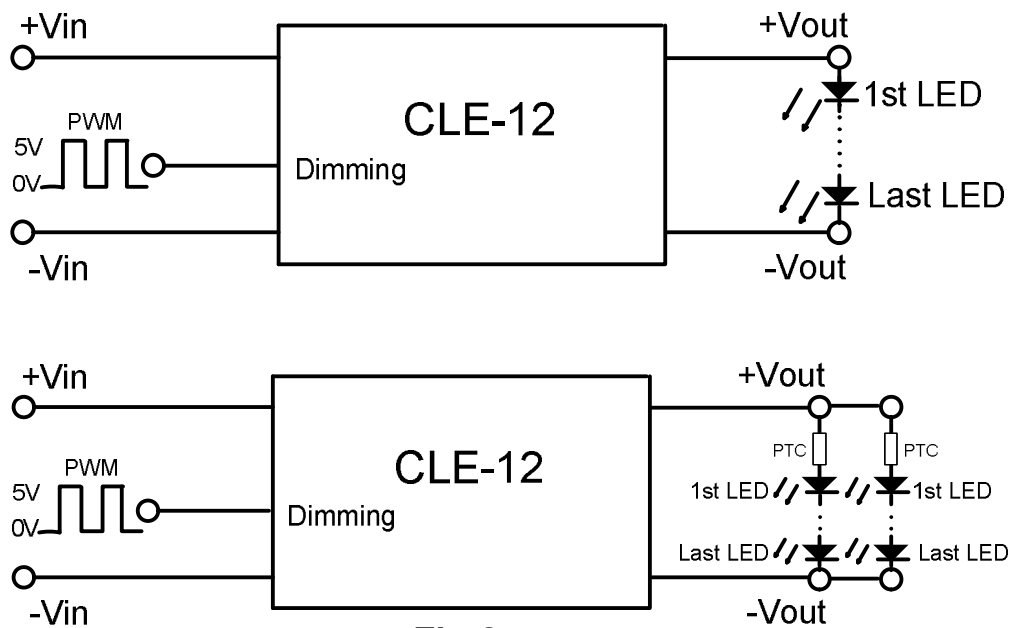 +Vin
+Vout
CLE-12
1st LED
PWM
5V
0V
Dimming
Last LED
-Vin
-Vout
+Vin
+Vout
CLE-12
PTC
PTC
PWM
5V
0V
Dimming
1st LED
1st LED
Last LED
Last LED
-Vin
-Vout